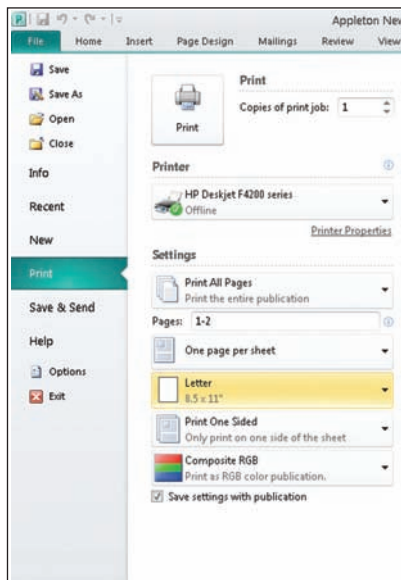 P
Appleton New
File Home Insert Page Design Mailings Review View
Save
Save As
Open
Close
Info
Recent
New
Print
Save & Send
Help
Options
Exit
Print
Print
Copies of print job: 1
Printer
HP Deskjet F4200 series
Offline
Printer Properties
Settings
Print All Pages
Print the entire publication
Pages: 1-2
One page per sheet
Letter
8.5 x 11"
Print One Sided
Only print on one side of the sheet
Composite RGB
Print as RGB color publication.
Save settings with publication